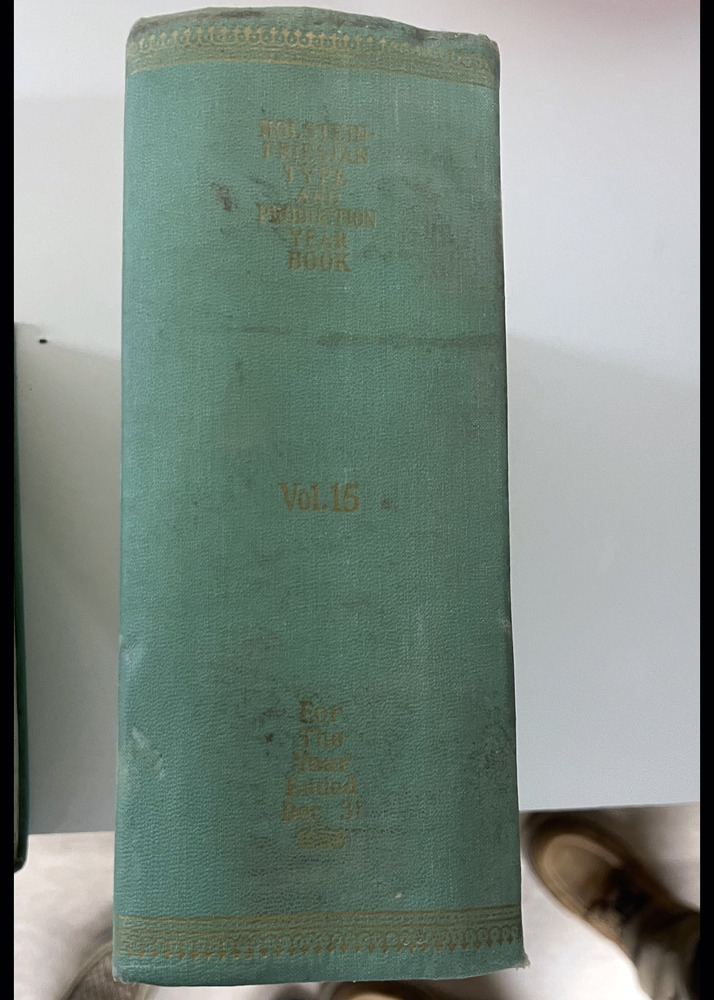 HOLSTEIN-
FRIESIAN
TYPE
AND
PRODUCTION
YEAR
BOOK
Vol. 15
For
The
Year
Ended
Dec. 31